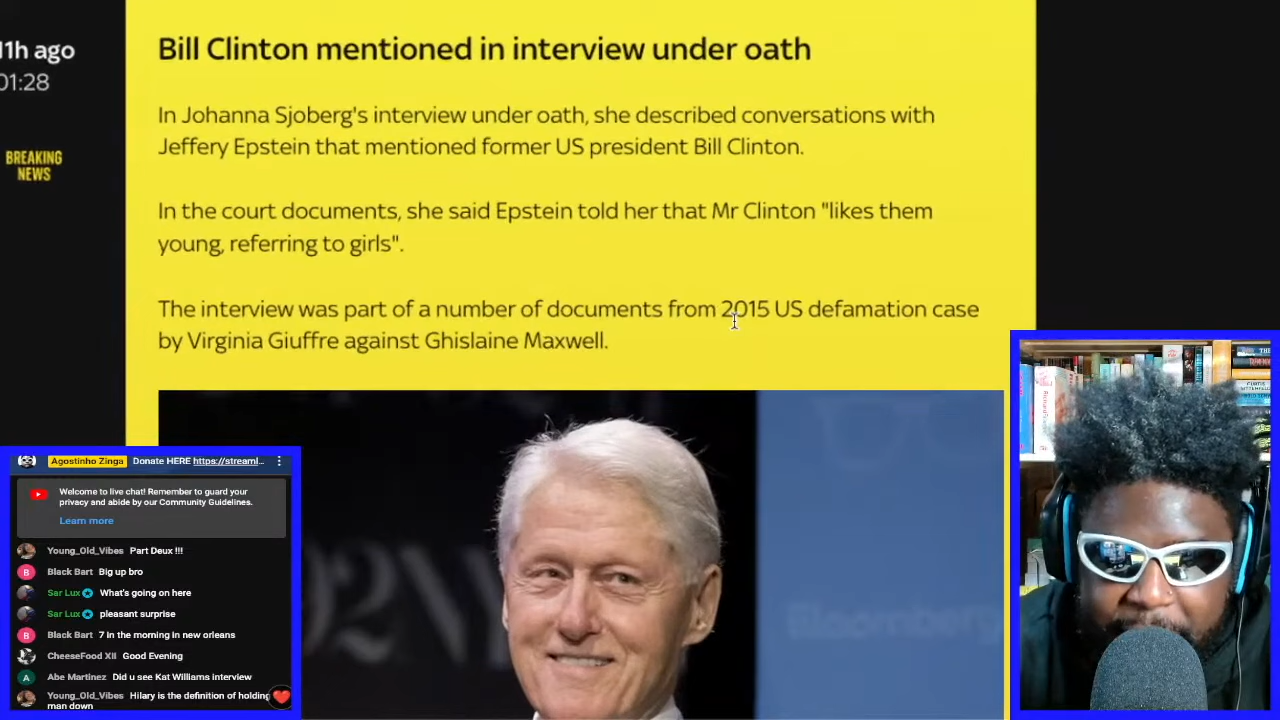 11h ago
01:28
BREAKING
NEWS
Bill Clinton mentioned in interview under oath
In Johanna Sjoberg's interview under oath, she described conversations with
Jeffery Epstein that mentioned former US president Bill Clinton.
In the court documents, she said Epstein told her that Mr Clinton "likes them
young, referring to girls".
The interview was part of a number of documents from 2015 US defamation case
by Virginia Giuffre against Ghislaine Maxwell.
Agostinho Zinga Donate HERE https://streaml...
Welcome to live chat! Remember to guard your
privacy and abide by our Community Guidelines.
Learn more
Young_Old_Vibes Part Deux !!!
B Black Bart Big up bro
Sar Lux What's going on here
Sar Lux pleasant surprise
B Black Bart 7 in the morning in new orleans
CheeseFood XII Good Evening
A Abe Martinez Did u see Kat Williams interview
Young_Old_Vibes Hilary is the definition of holding
man down
92NY
Bloomberg